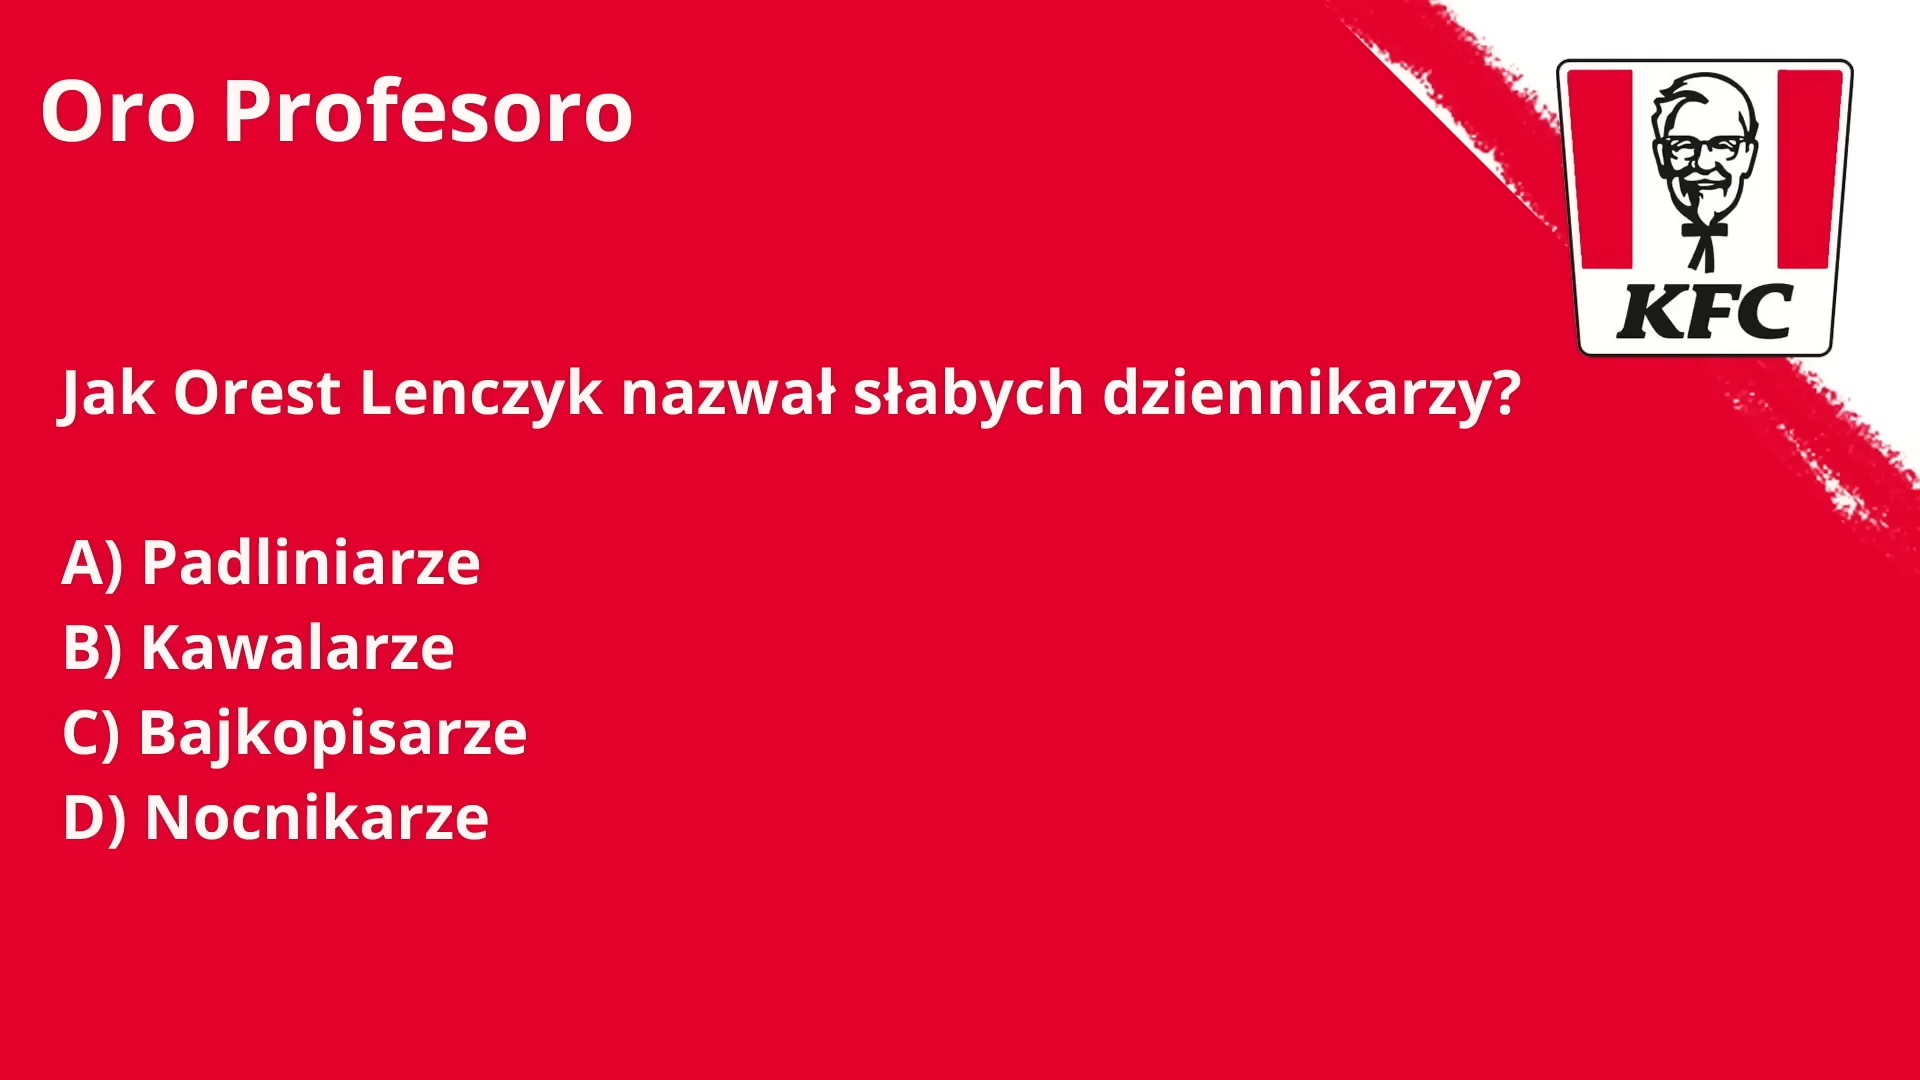 Oro Profesoro
KFC
Jak Orest Lenczyk nazwał słabych dziennikarzy?
A) Padliniarze
B) Kawalarze
C) Bajkopisarze
D) Nocnikarze